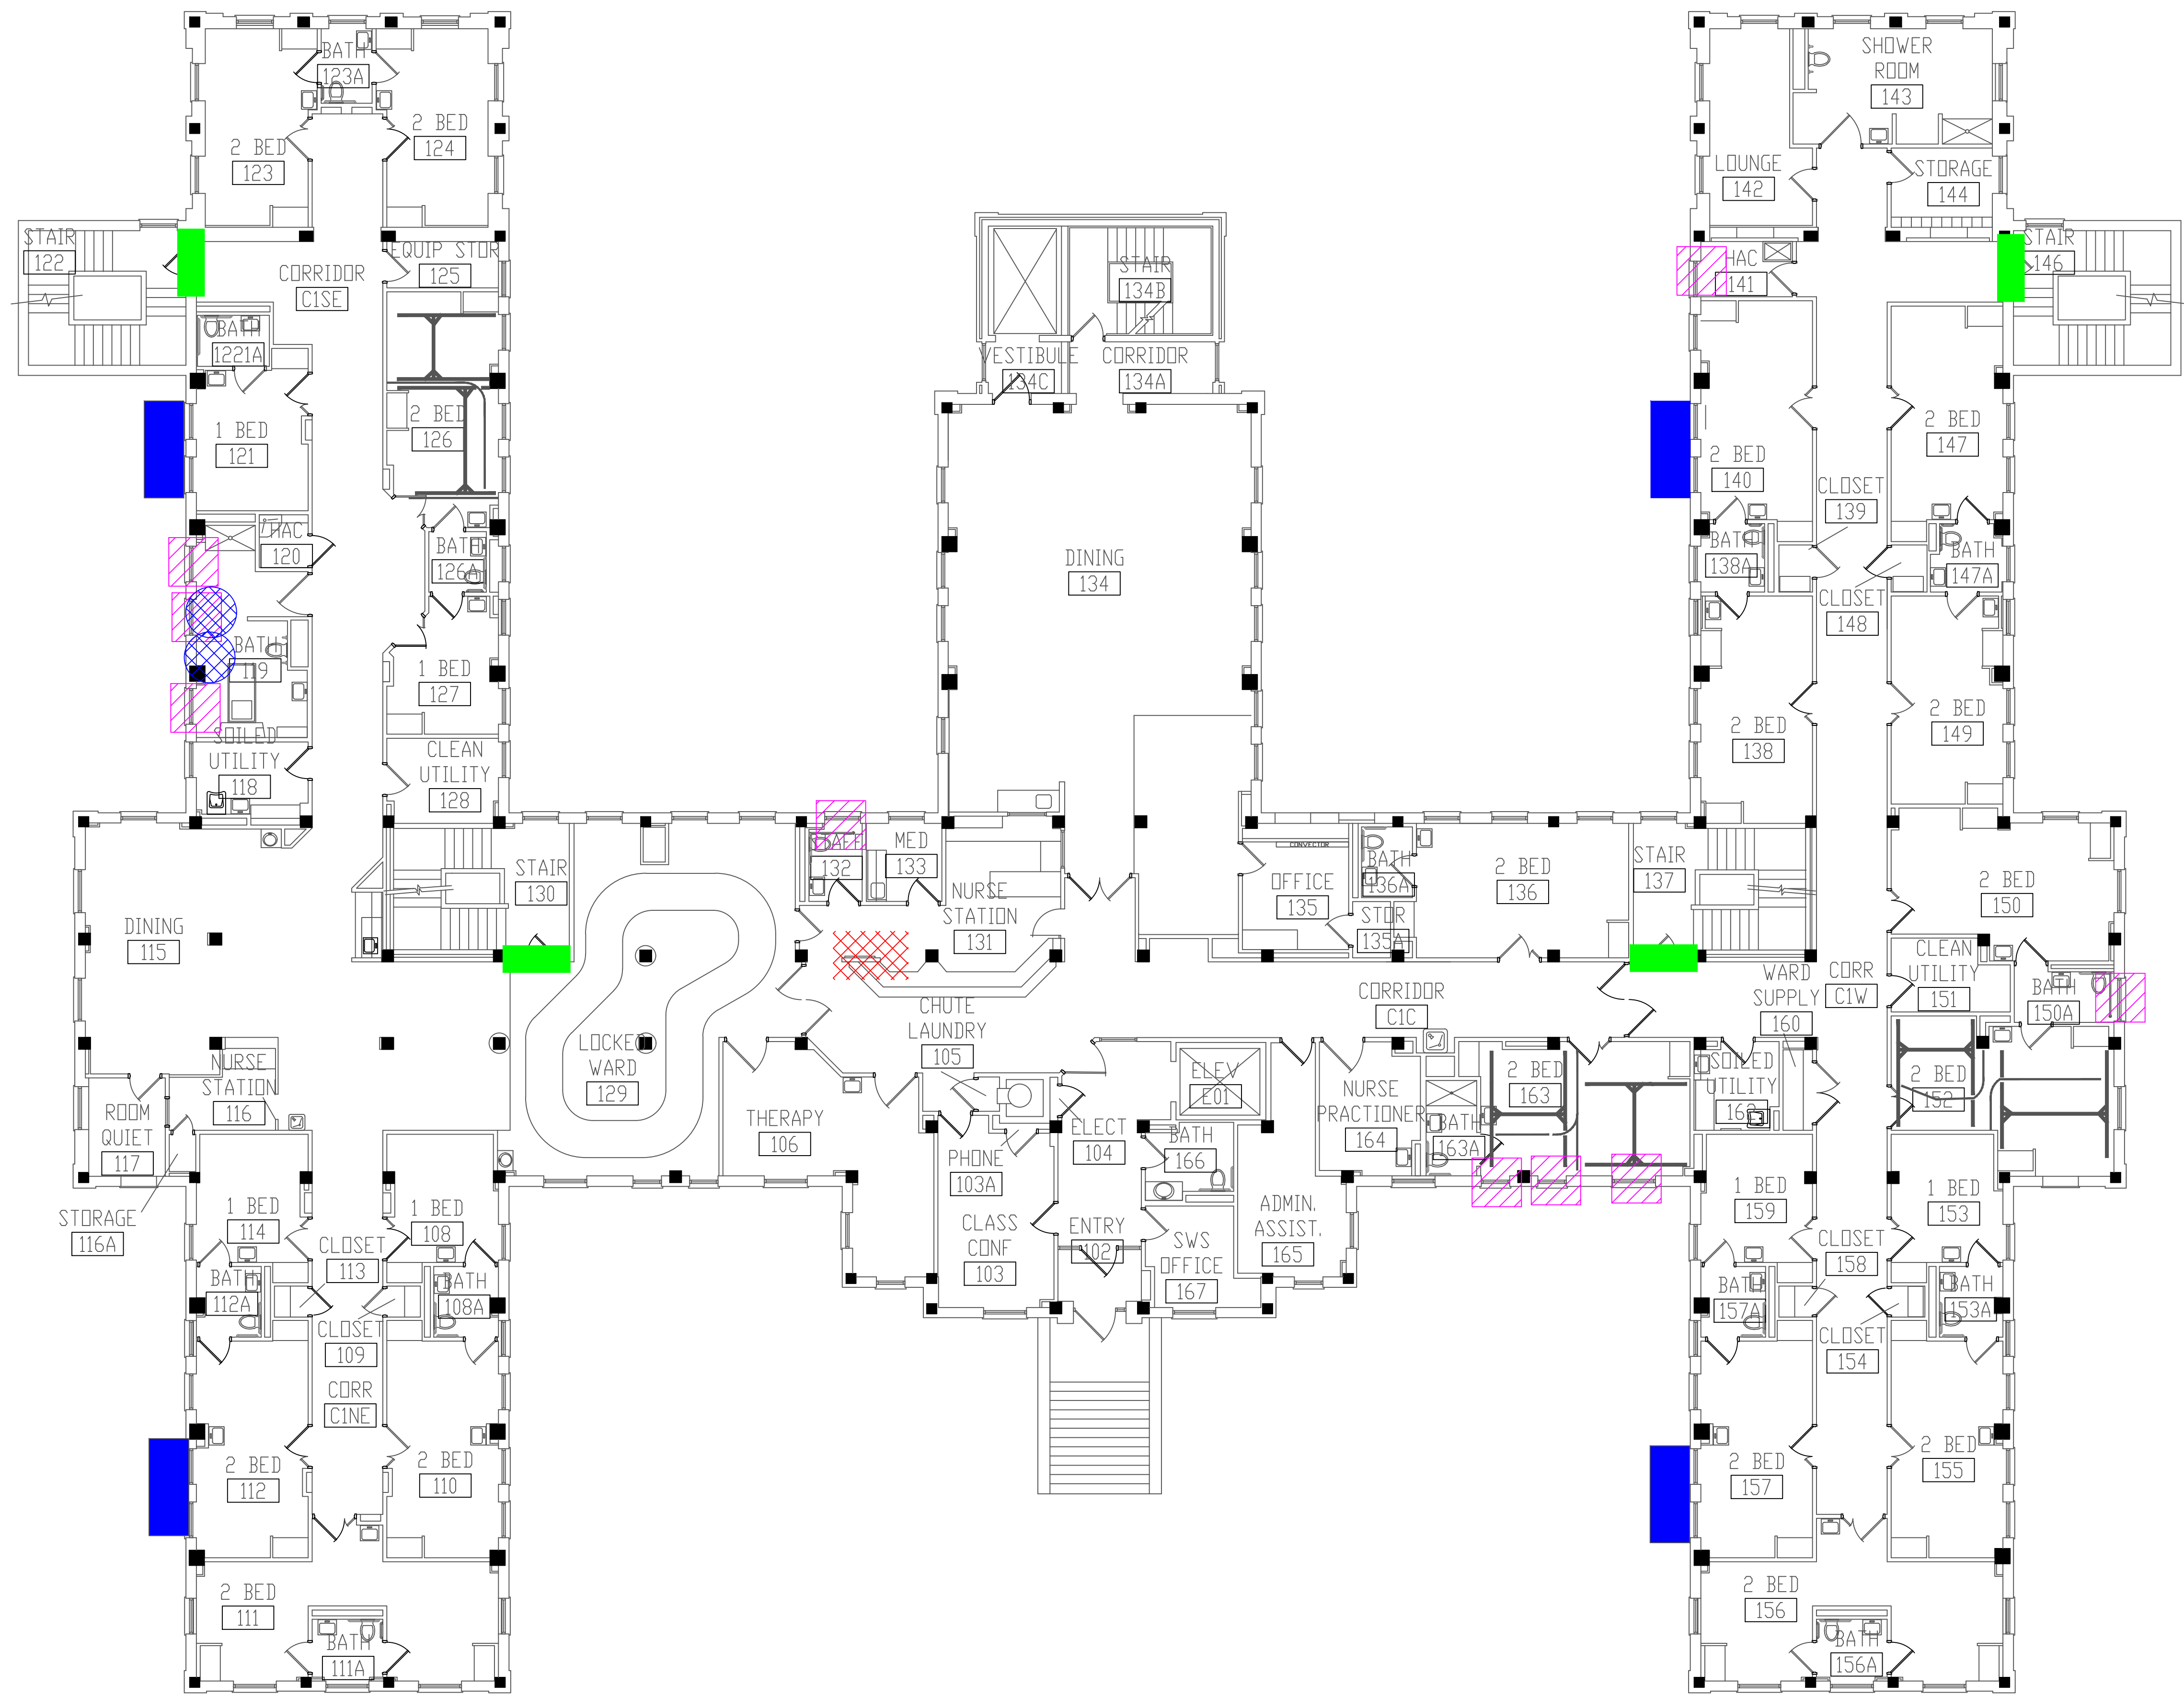 BATH
123A
2 BED
123
2 BED
124
STAIR
122
EQUIP STOR
125
CORRIDOR
C1SE
BATH
1221A
1 BED
121
2 BED
126
HAC
120
BATH
126A
BATH
119
1 BED
127
SOILED
UTILITY
118
CLEAN
UTILITY
128
STAIR
134B
VESTIBULE
134C
CORRIDOR
134A
DINING
134
SHOWER
ROOM
143
LOUNGE
142
STORAGE
144
HAC
141
STAIR
146
2 BED
147
2 BED
140
CLOSET
139
BATH
138A
BATH
147A
CLOSET
148
2 BED
138
2 BED
149
DINING
115
STAIR
130
132
MED
133
NURSE
STATION
131
CONVECTOR
OFFICE
135
BATH
136A
STOR
135A
2 BED
136
STAIR
137
2 BED
150
CLEAN
UTILITY
151
BATH
150A
WARD
SUPPLY
160
CORR
C1W
CORRIDOR
C1C
CHUTE
LAUNDRY
105
LOCKED
WARD
129
NURSE
STATION
116
ROOM
QUIET
117
STORAGE
116A
THERAPY
106
PHONE
103A
CLASS
CONF
103
ELECT
104
ENTRY
102
ELEV
E01
BATH
166
SWS
OFFICE
167
ADMIN.
ASSIST.
165
NURSE
PRACTIONER
164
BATH
163A
2 BED
163
SOILED
UTILITY
2 BED
152
1 BED
114
1 BED
108
CLOSET
113
BATH
112A
BATH
108A
CLOSET
109
CORR
C1NE
2 BED
112
2 BED
110
2 BED
111
BATH
111A
1 BED
159
1 BED
153
CLOSET
158
BATH
157A
BATH
153A
CLOSET
154
2 BED
157
2 BED
155
2 BED
156
BATH
156A